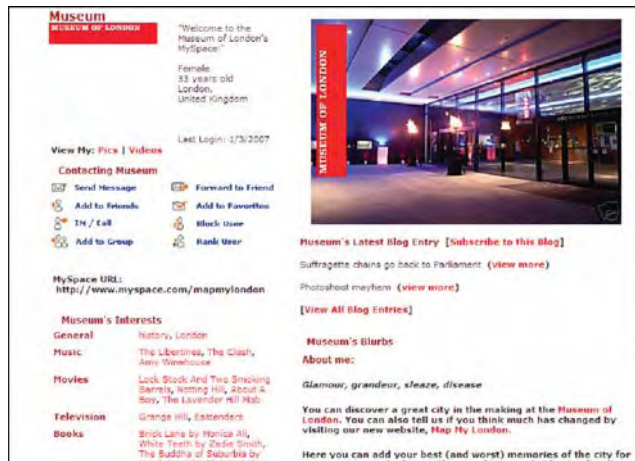 Museum
MUSEUM OF LONDON
"Welcome to the
Museum of London's
MySpace!"
Female
33 years old
London,
United Kingdom
Last Login: 1/3/2007
View My: Pics | Videos
Contacting Museum
Send Message
Forward to Friend
Add to Friends
Add to Favorites
IM / Call
Block User
Add to Group
Rank User
MySpace URL:
http://www.myspace.com/mapmylondon
Museum's Interests
General
history, London
Music
The Libertines, The Clash,
Amy Winehouse
Movies
Lock Stock And Two Smoking
Barrels, Notting Hill, About A
Boy, The Lavender Hill Mob
Television
Grange Hill, Eastenders
Books
Brick Lane by Monica Ali,
White Teeth by Zadie Smith,
The Buddha of Suburbia by
MUSEUM OF LONDON
Museum's Latest Blog Entry [Subscribe to this Blog]
Suffragette chains go back to Parliament (view more)
Photoshoot mayhem (view more)
[View All Blog Entries]
Museum's Blurbs
About me:
Glamour, grandeur, sleaze, disease
You can discover a great city in the making at the Museum of
London. You can also tell us if you think much has changed by
visiting our new website, Map My London.
Here you can add your best (and worst) memories of the city for